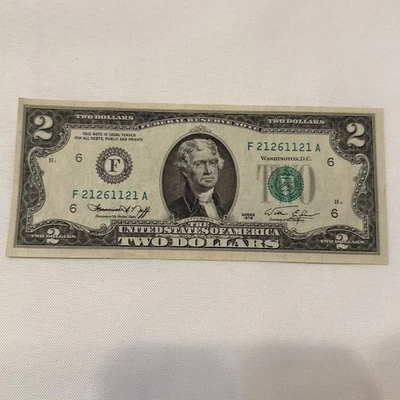 TWO DOLLARS
FEDERAL RESERVE NOTE
TWO DOLLARS
2
THIS NOTE IS LEGAL TENDER
FOR ALL DEBTS, PUBLIC AND PRIVATE
2
F 21261121 A
WASHINGTON, D.C.
6
6
F
TWO
F 21261121 A
6
6
SERIES
1976
THE
UNITED STATES OF AMERICA
2
TWO DOLLARS
2